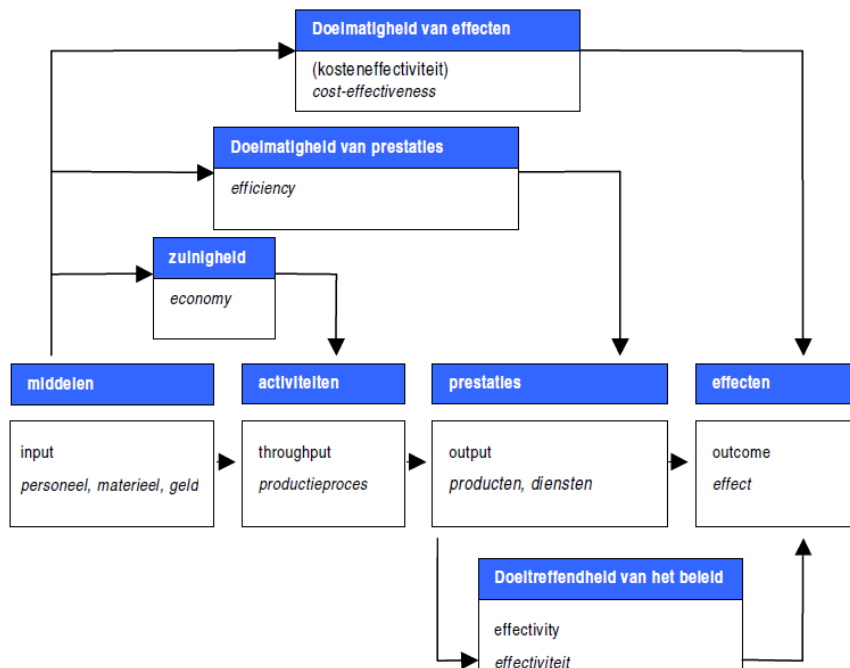 Doelmatigheid van effecten
(kosteneffectiviteit)
cost-effectiveness
Doelmatigheid van prestaties
efficiency
zuinigheid
economy
middelen
activiteiten
prestaties
effecten
input
personeel, materieel, geld
throughput
productieproces
output
producten, diensten
outcome
effect
Doeltreffendheid van het beleid
effectivity
effectiviteit